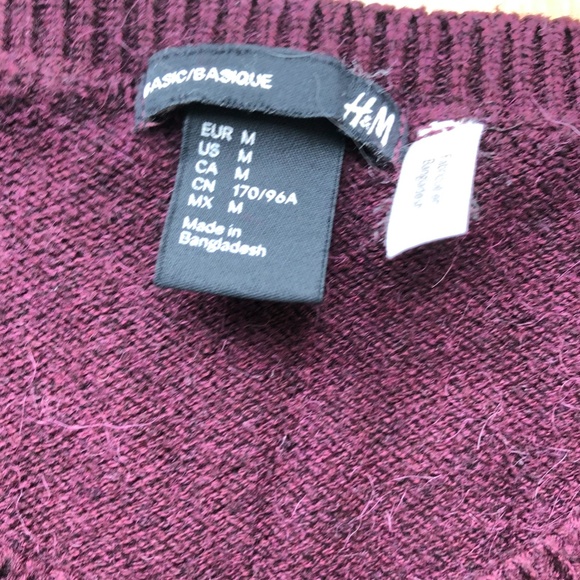 BASIC/BASIQUE
H&M
EUR M
US M
CA M
CN 170/96A
MX M
Made in
Bangladesh